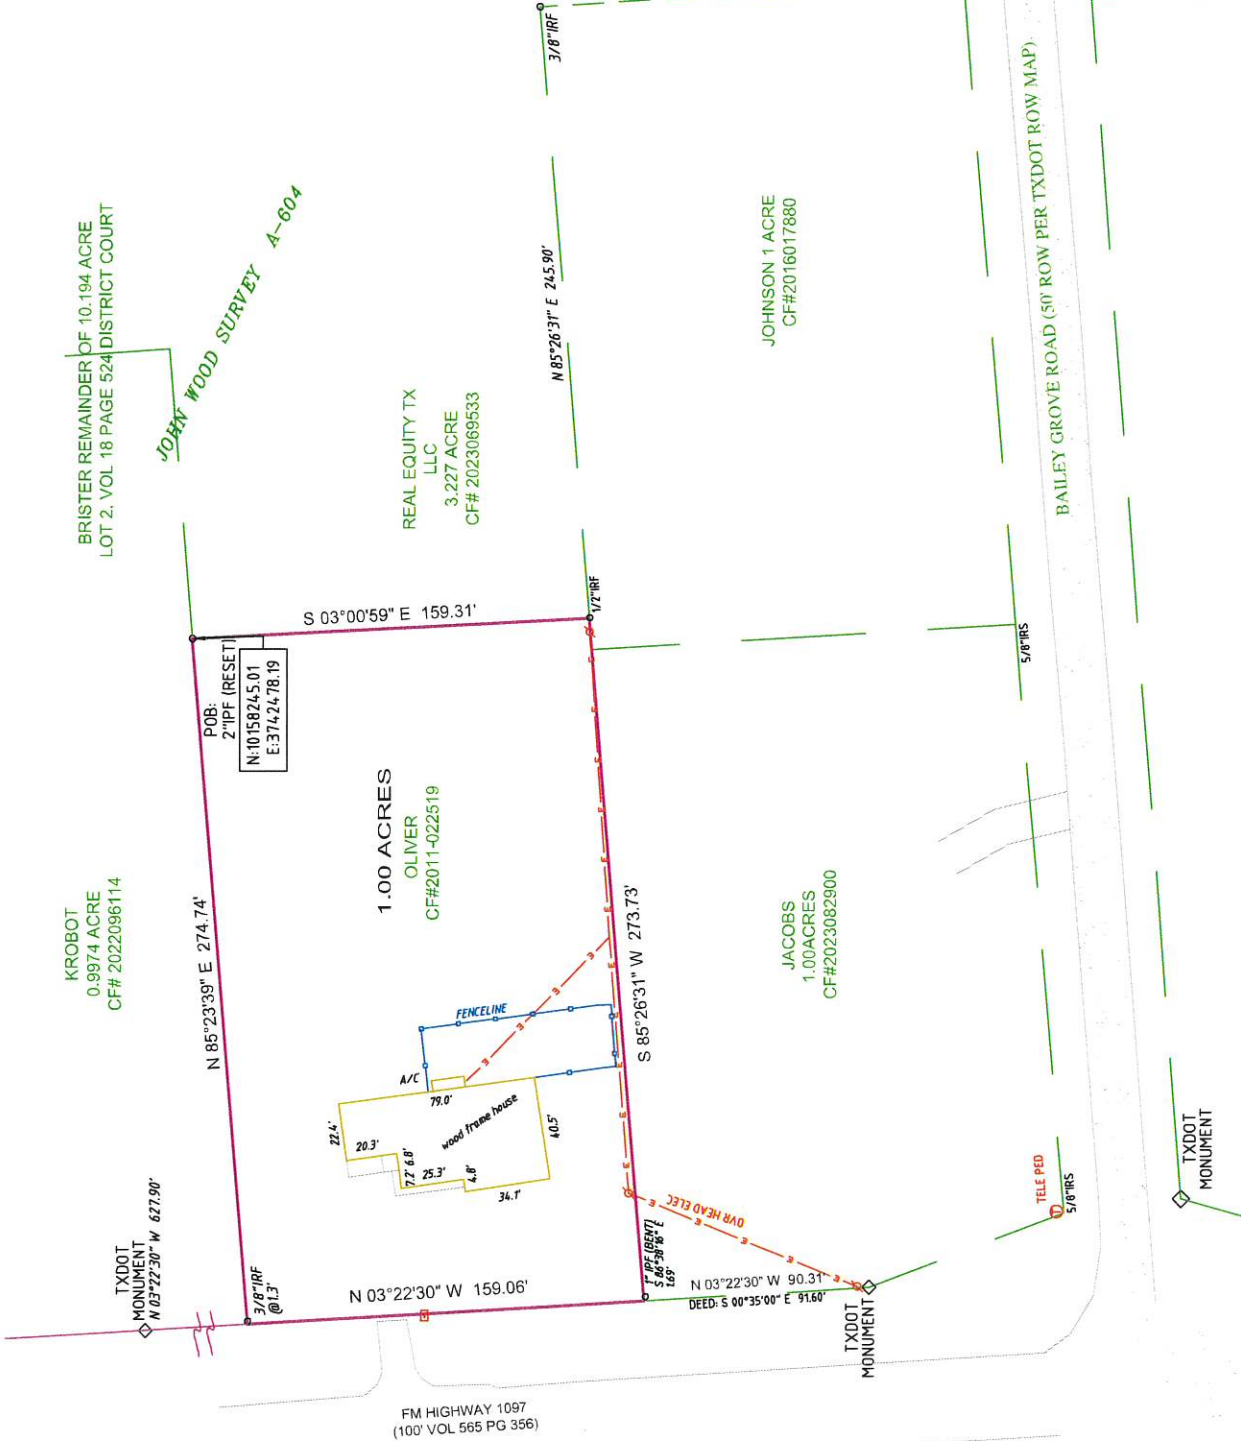 3/8"IRF
BRISTER REMAINDER OF 10.194 ACRE
LOT 2, VOL 18 PAGE 524 DISTRICT COURT
JOHN WOOD SURVEY A-604
BAILEY GROVE ROAD (50' ROW PER TXDOT ROW MAP)
JOHNSON 1 ACRE
CF#2016017880
N 85°26'31" E 245.90'
REAL EQUITY TX
LLC
3.227 ACRE
CF# 2023069533
1/2"IRF
S 03°00'59" E 159.31'
POB:
2"IPF (RESET)
N:10158245.01
E:3742478.19
5/8"IRS
1.00 ACRES
OLIVER
CF#2011-022519
KROBOT
0.9974 ACRE
CF# 2022096114
N 85°23'39" E 274.74'
S 85°26'31" W 273.73'
JACOBS
1.00ACRES
CF#2023082900
FENCELINE
A/C
79.0'
wood frame house
22.4'
20.3'
7.2'
6.8'
25.3'
4.8'
34.1'
40.5'
E
OVR HEAD ELEC
TELE PED
T
5/8"IRS
TXDOT
MONUMENT
TXDOT
MONUMENT
N 03°22'30" W 627.90'
3/8"IRF
@1.3'
N 03°22'30" W 159.06'
1" IPF (BENT)
S 86°38'16" E
1.69'
N 03°22'30" W 90.31'
DEED: S 00°35'00" E 91.60'
TXDOT
MONUMENT
FM HIGHWAY 1097
(100' VOL 565 PG 356)